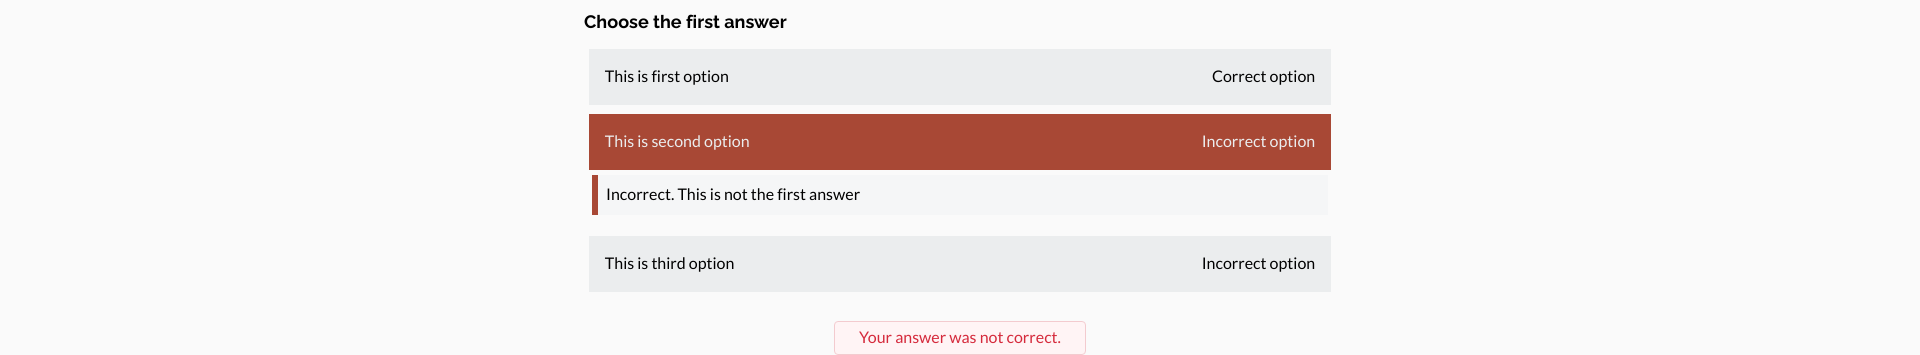 Choose the first answer
This is first option Correct option
This is second option Incorrect option
Incorrect. This is not the first answer
This is third option Incorrect option
Your answer was not correct.